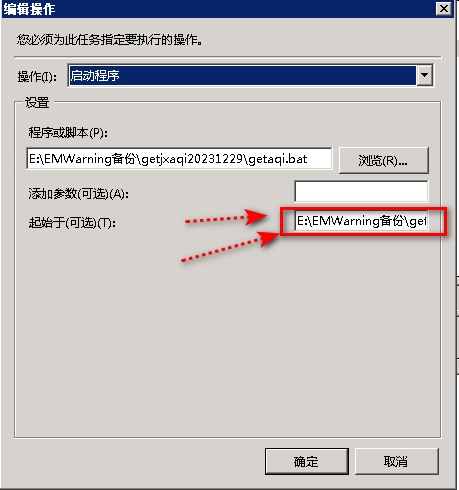 编辑操作
您必须为此任务指定要执行的操作。
操作(I): 启动程序
设置
程序或脚本(P):
E:\EMWarning备份\getjxaqi20231229\getaqi.bat 浏览(R)...
添加参数(可选)(A):
起始于(可选)(T): E:\EMWarning备份\get
确定 取消